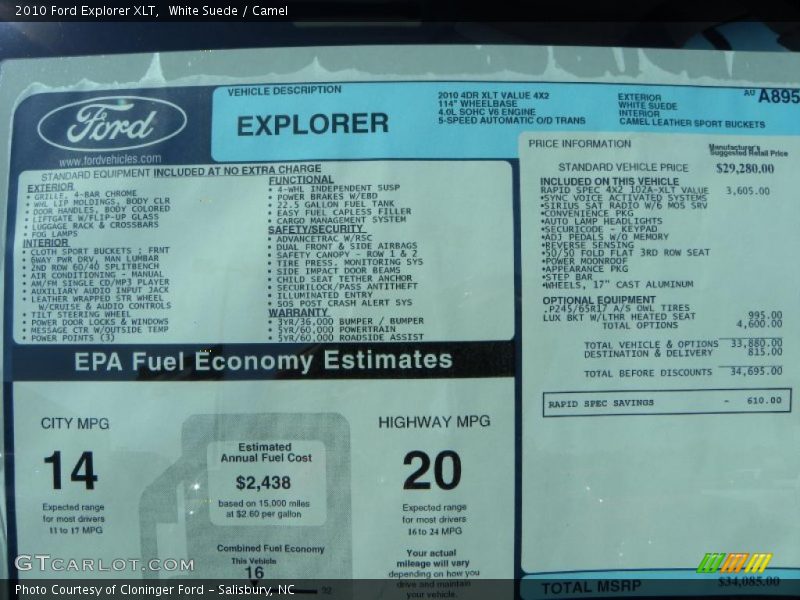 2010 Ford Explorer XLT, White Suede / Camel
Ford
www.fordvehicles.com
VEHICLE DESCRIPTION
EXPLORER
2010 4DR XLT VALUE 4X2
114" WHEELBASE
4.0L SOHC V6 ENGINE
5-SPEED AUTOMATIC O/D TRANS
EXTERIOR
WHITE SUEDE
INTERIOR
CAMEL LEATHER SPORT BUCKETS
A895
STANDARD EQUIPMENT INCLUDED AT NO EXTRA CHARGE
EXTERIOR
• GRILLE, 4-BAR CHROME
• WHL LIP MOLDINGS, BODY CLR
• DOOR HANDLES, BODY COLORED
• LIFTGATE W/FLIP-UP GLASS
• LUGGAGE RACK & CROSSBARS
• FOG LAMPS
INTERIOR
• CLOTH SPORT BUCKETS ; FRNT
• 6WAY PWR DRV, MAN LUMBAR
• 2ND ROW 60/40 SPLITBENCH
• AIR CONDITIONING - MANUAL
• AM/FM SINGLE CD/MP3 PLAYER
• AUXILIARY AUDIO INPUT JACK
• LEATHER WRAPPED STR WHEEL
W/CRUISE & AUDIO CONTROLS
• TILT STEERING WHEEL
• POWER DOOR LOCKS & WINDOWS
• MESSAGE CTR W/OUTSIDE TEMP
• POWER POINTS (3)
FUNCTIONAL
• 4-WHL INDEPENDENT SUSP
• POWER BRAKES W/EBD
• 22.5 GALLON FUEL TANK
• EASY FUEL CAPLESS FILLER
• CARGO MANAGEMENT SYSTEM
SAFETY/SECURITY
• ADVANCETRAC W/RSC
• DUAL FRONT & SIDE AIRBAGS
• SAFETY CANOPY - ROW 1 & 2
• TIRE PRESS. MONITORING SYS
• SIDE IMPACT DOOR BEAMS
• CHILD SEAT TETHER ANCHOR
• SECURILOCK/PASS ANTITHEFT
• ILLUMINATED ENTRY
• SOS POST CRASH ALERT SYS
WARRANTY
• 3YR/36,000 BUMPER / BUMPER
• 5YR/60,000 POWERTRAIN
• 5YR/60,000 ROADSIDE ASSIST
PRICE INFORMATION
Manufacturer's
Suggested Retail Price
STANDARD VEHICLE PRICE $29,280.00
INCLUDED ON THIS VEHICLE
RAPID SPEC 4X2 102A-XLT VALUE 3,605.00
•SYNC VOICE ACTIVATED SYSTEMS
•SIRIUS SAT RADIO W/6 MOS SRV
•CONVENIENCE PKG
•AUTO LAMP HEADLIGHTS
•SECURICODE - KEYPAD
•ADJ PEDALS W/O MEMORY
•REVERSE SENSING
•50/50 FOLD FLAT 3RD ROW SEAT
•POWER MOONROOF
•APPEARANCE PKG
•STEP BAR
•WHEELS, 17" CAST ALUMINUM
OPTIONAL EQUIPMENT
.P245/65R17 A/S OWL TIRES
LUX BKT W/LTHR HEATED SEAT 995.00
TOTAL OPTIONS 4,600.00
TOTAL VEHICLE & OPTIONS 33,880.00
DESTINATION & DELIVERY 815.00
TOTAL BEFORE DISCOUNTS 34,695.00
RAPID SPEC SAVINGS - 610.00
TOTAL MSRP $34,085.00
EPA Fuel Economy Estimates
CITY MPG
14
Expected range
for most drivers
11 to 17 MPG
Estimated
Annual Fuel Cost
$2,438
based on 15,000 miles
at $2.60 per gallon
Combined Fuel Economy
This Vehicle
16
HIGHWAY MPG
20
Expected range
for most drivers
16 to 24 MPG
Your actual
mileage will vary
depending on how you
drive and maintain
your vehicle.
GTCARLOT.COM
Photo Courtesy of Cloninger Ford - Salisbury, NC